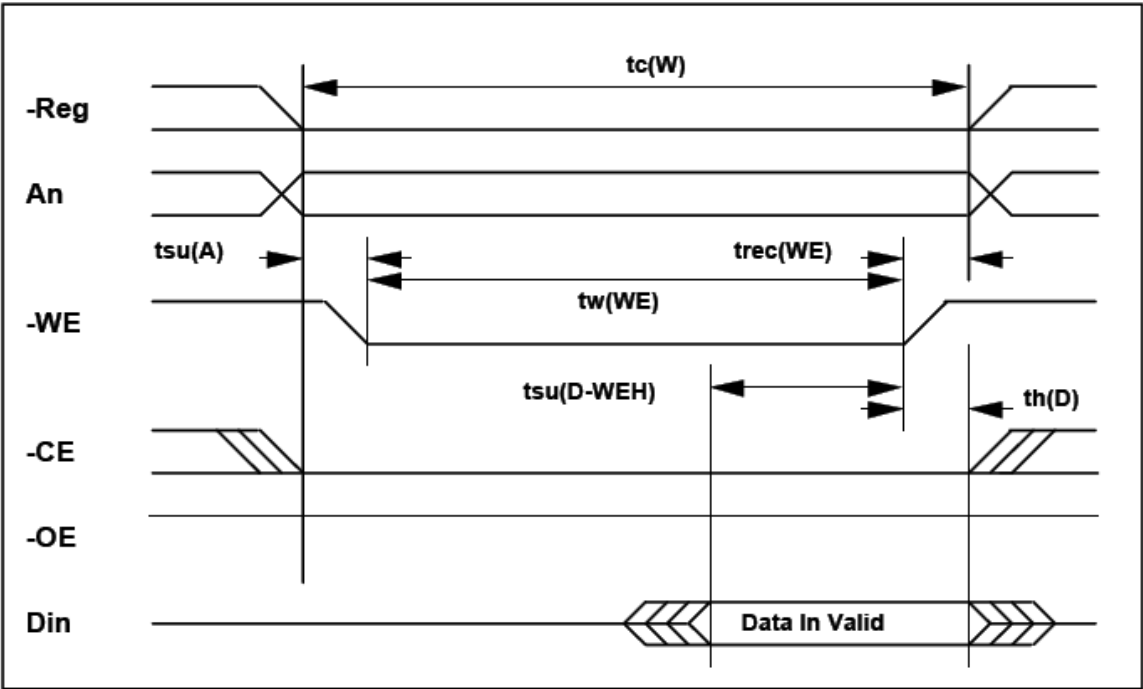 tc(W)
-Reg
An
tsu(A)
trec(WE)
tw(WE)
-WE
tsu(D-WEH)
th(D)
-CE
-OE
Din
Data In Valid